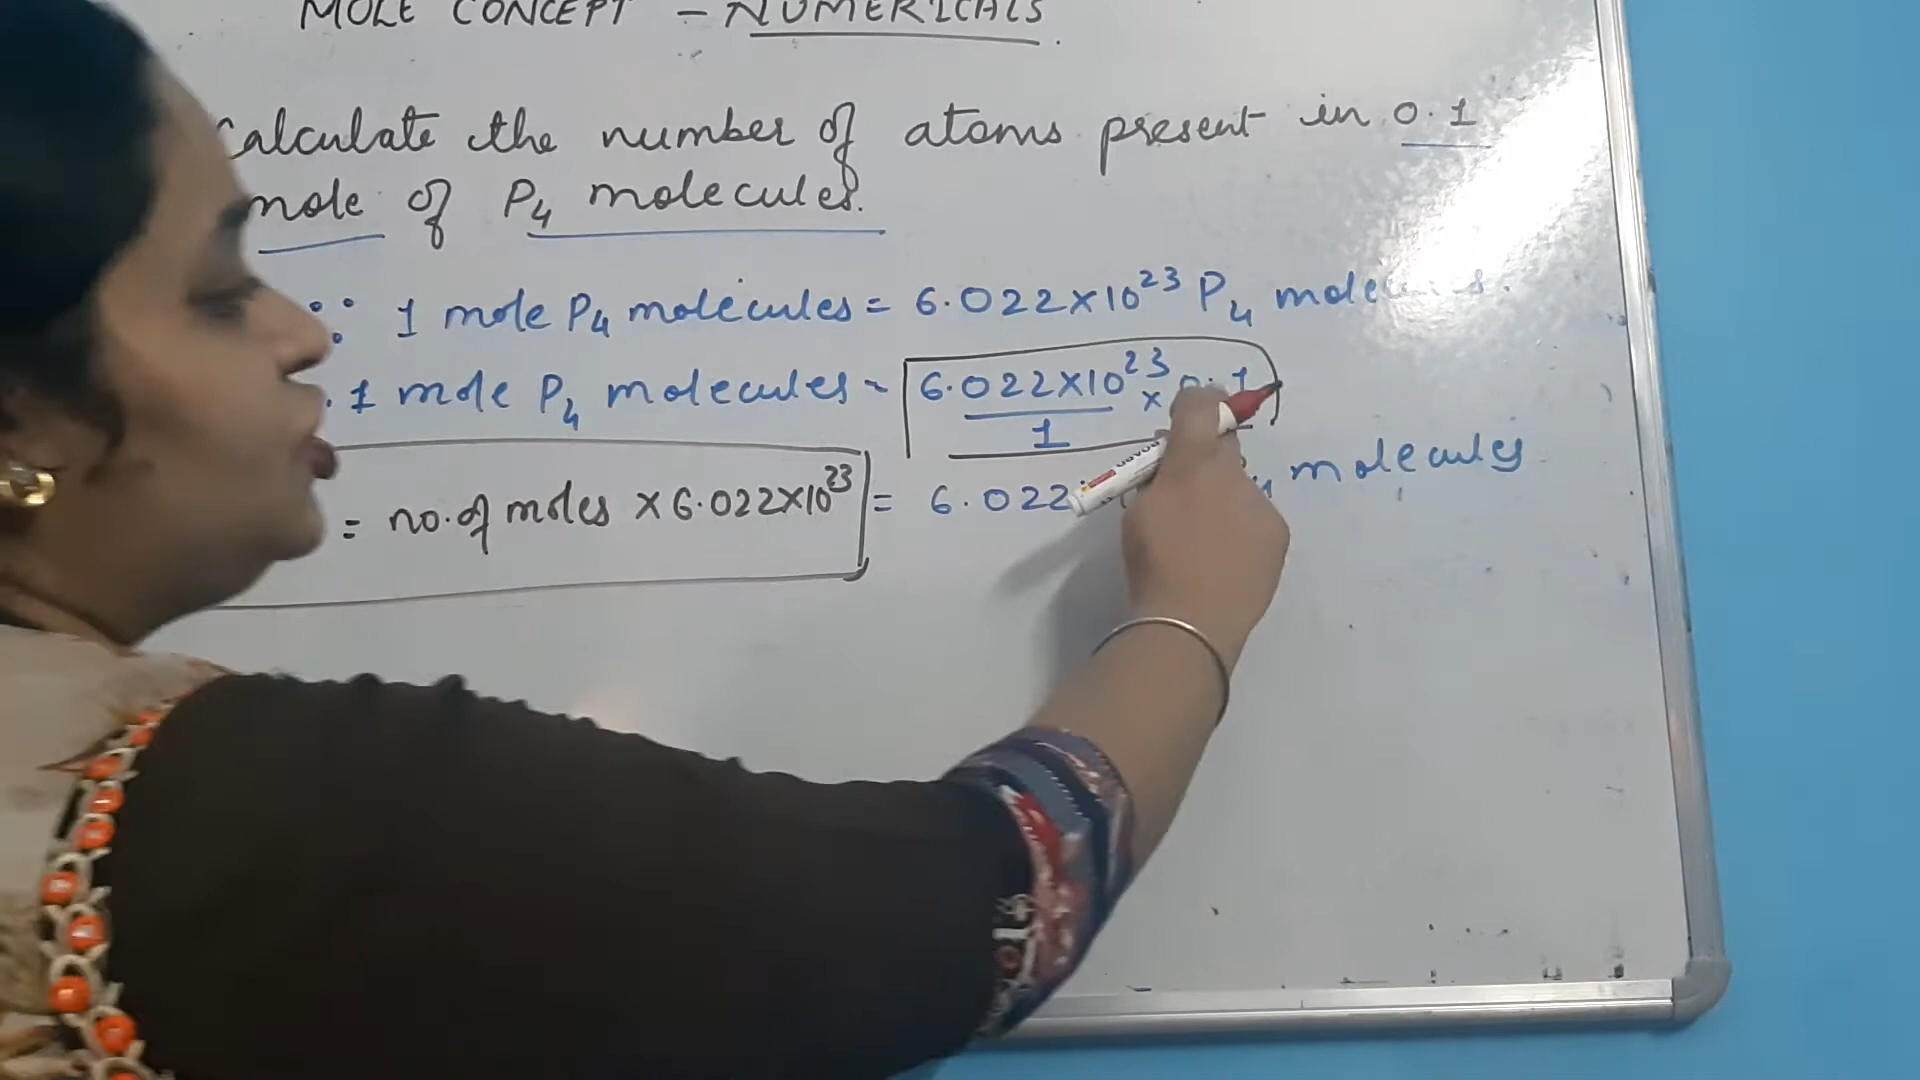 MOLE CONCEPT - NUMERICALS
calculate the number of atoms present in 0.1
mole of P4 molecules.
∵ 1 mole P4 molecules = 6.022×10²³ P4 molecules.
.1 mole P4 molecules = 6.022×10²³ × 0.1
1
= no. of moles × 6.022×10²³ = 6.022 molecules